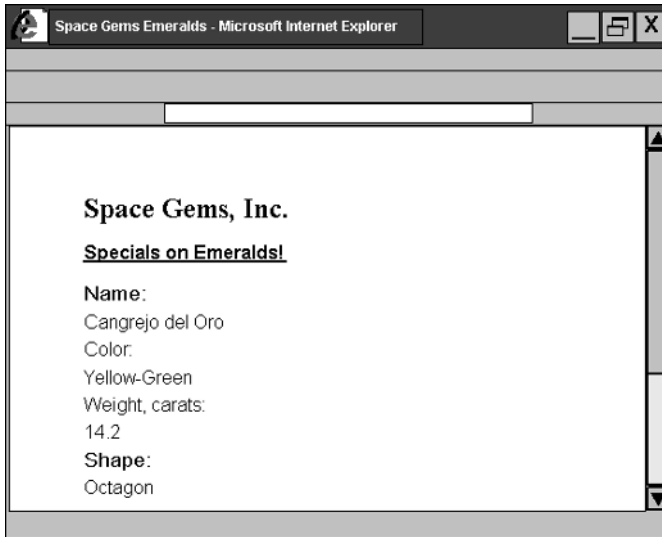 Space Gems Emeralds - Microsoft Internet Explorer
X
Space Gems, Inc.
Specials on Emeralds!
Name:
Cangrejo del Oro
Color:
Yellow-Green
Weight, carats:
14.2
Shape:
Octagon